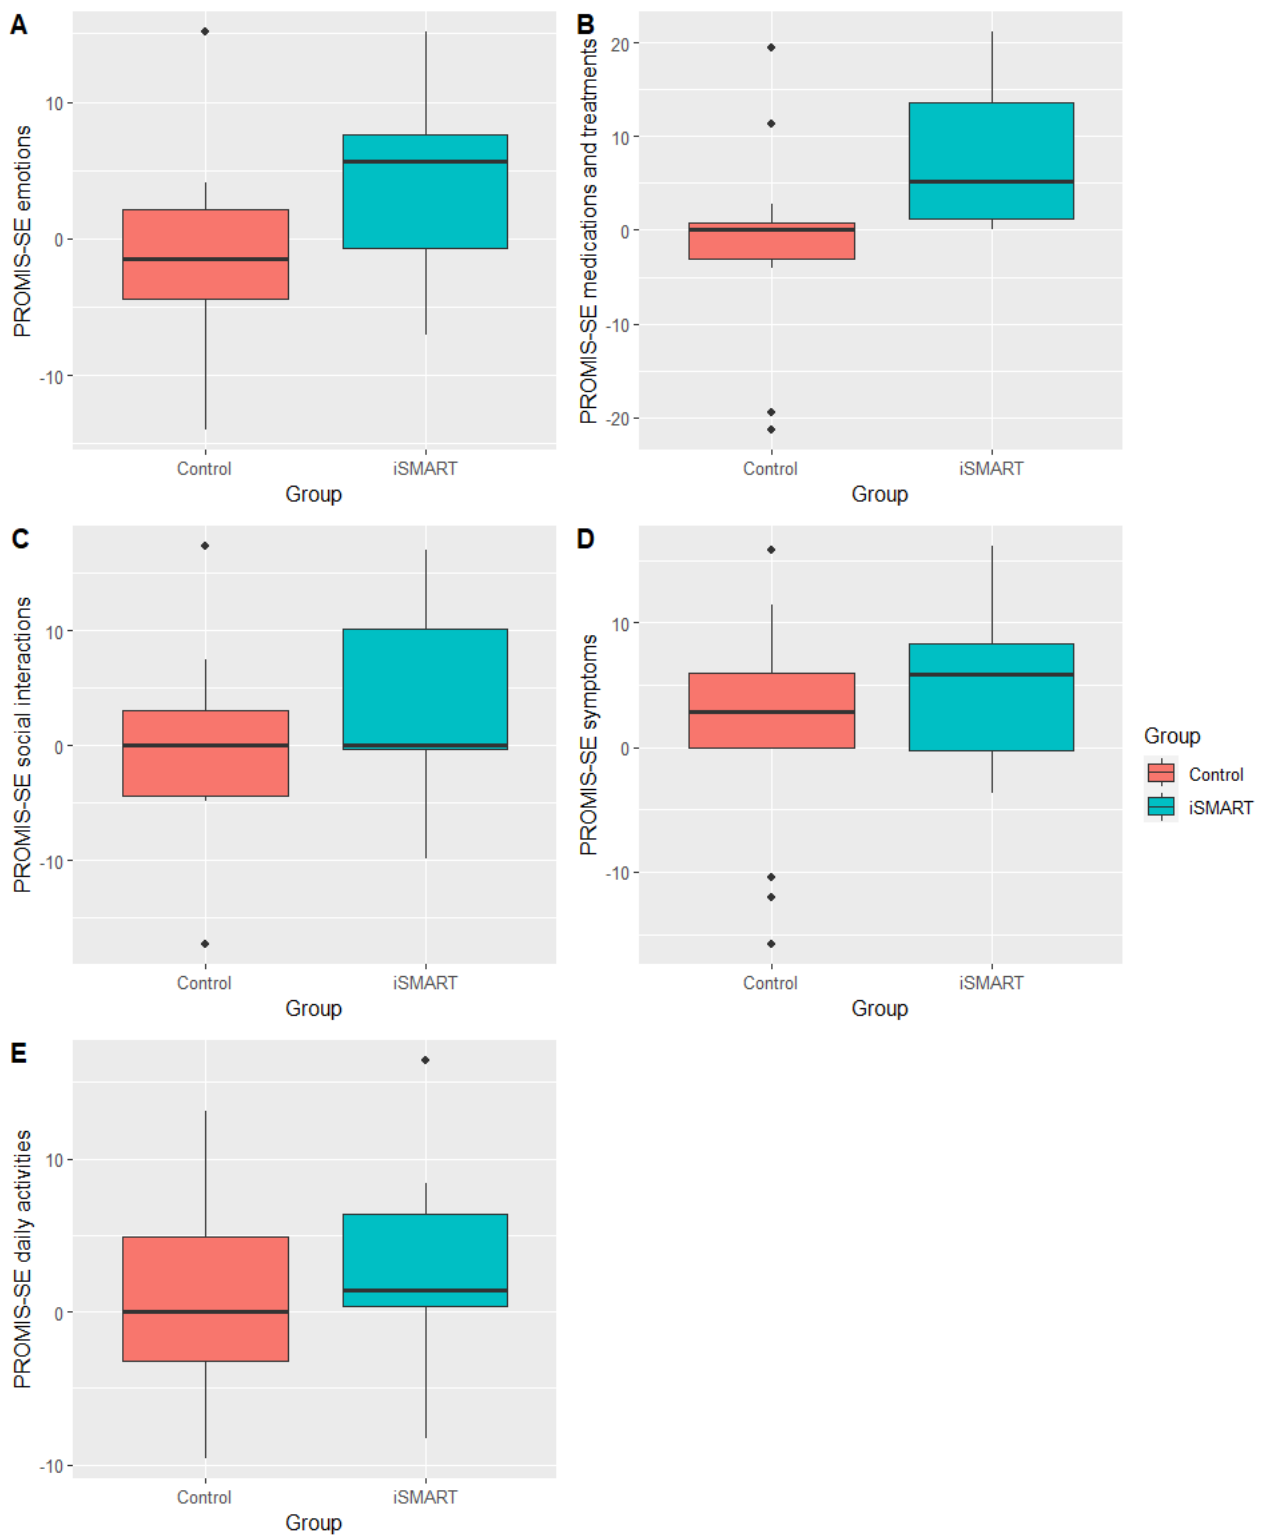 A
PROMIS-SE emotions
10
0
-10
Control
iSMART
Group
B
PROMIS-SE medications and treatments
20
10
0
-10
-20
Control
iSMART
Group
C
PROMIS-SE social interactions
10
0
-10
Control
iSMART
Group
D
PROMIS-SE symptoms
10
0
-10
Control
iSMART
Group
Group
Control
iSMART
E
PROMIS-SE daily activities
10
0
-10
Control
iSMART
Group